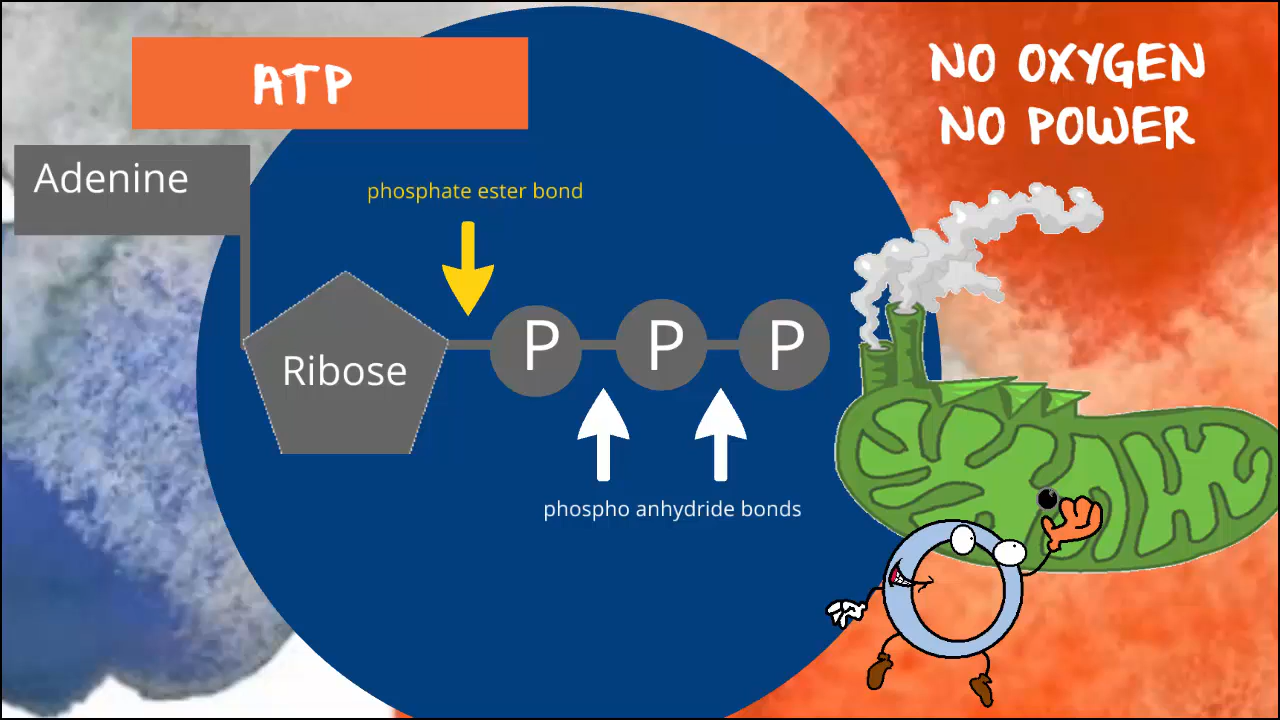 ATP
NO OXYGEN
NO POWER
Adenine
phosphate ester bond
Ribose
P
P
P
phospho anhydride bonds